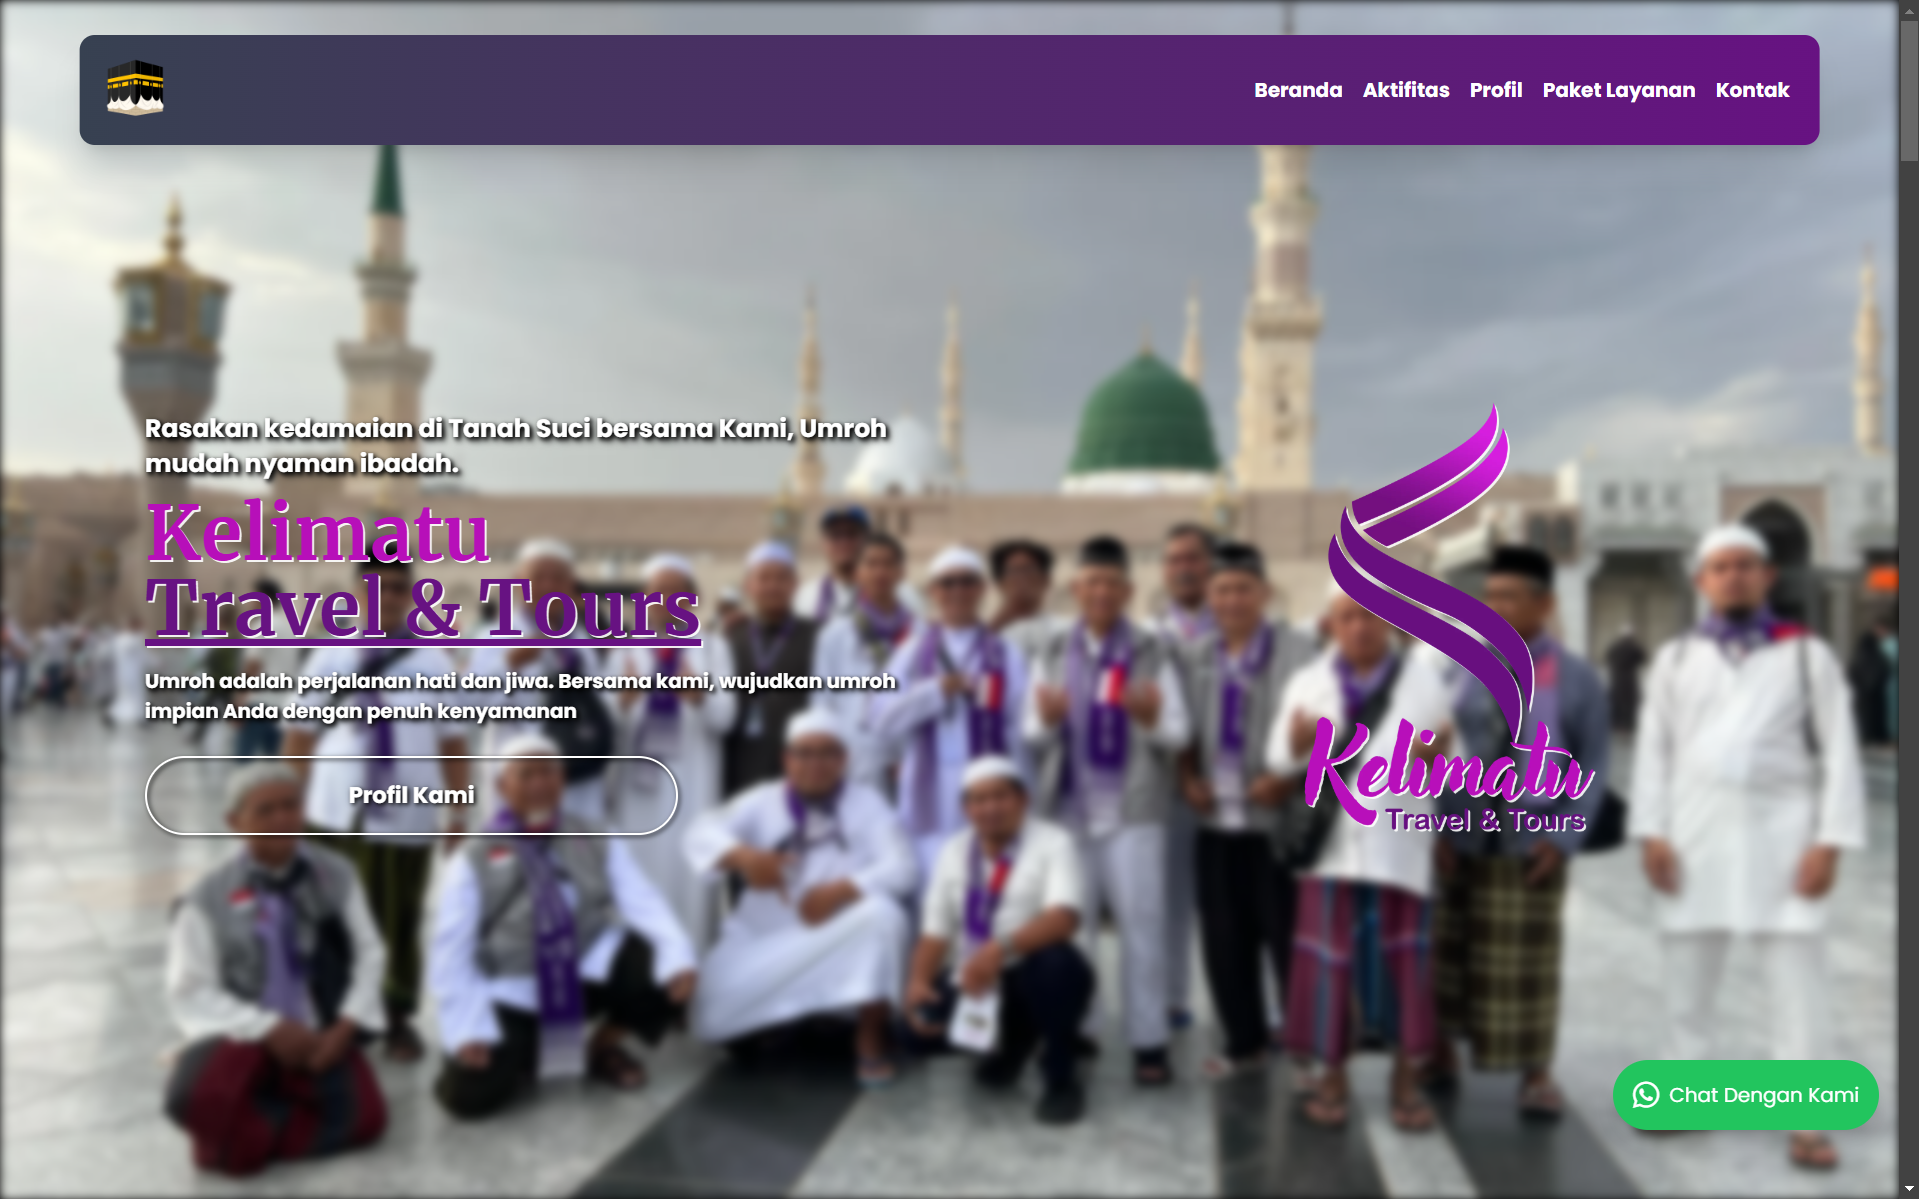 Beranda Aktifitas Profil Paket Layanan Kontak
Rasakan kedamaian di Tanah Suci bersama Kami, Umroh
mudah nyaman ibadah.
Kelimatu
Travel & Tours
Umroh adalah perjalanan hati dan jiwa. Bersama kami, wujudkan umroh
impian Anda dengan penuh kenyamanan
Profil Kami
Kelimatu
Travel & Tours
Chat Dengan Kami